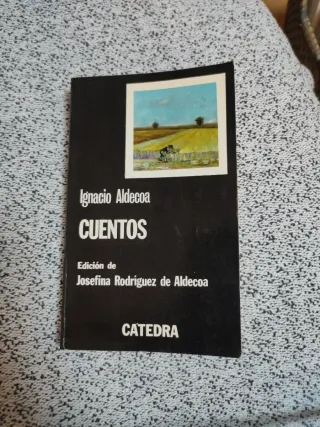 Ignacio Aldecoa
CUENTOS
Edición de
Josefina Rodríguez de Aldecoa
CATEDRA